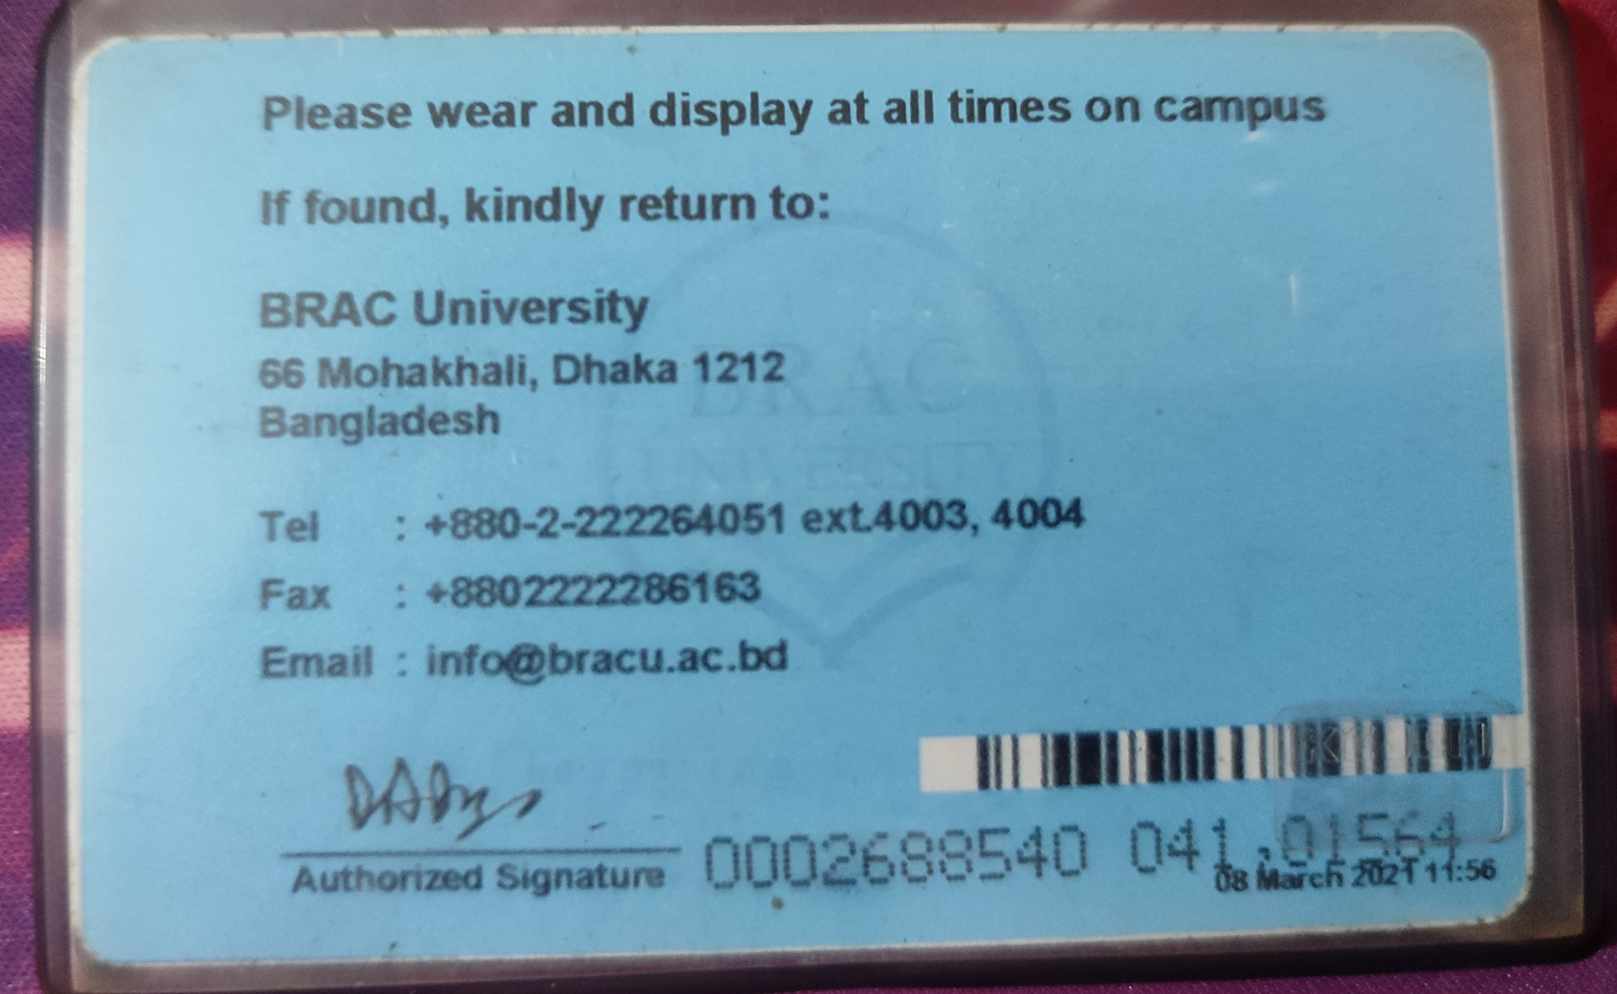 Please wear and display at all times on campus
If found, kindly return to:
BRAC University
66 Mohakhali, Dhaka 1212
Bangladesh
BRAC
UNIVERSITY
Tel : +880-2-222264051 ext.4003, 4004
Fax : +8802222286163
Email : info@bracu.ac.bd
Authorized Signature
0002688540 041,01564
08 March 2021 11:56